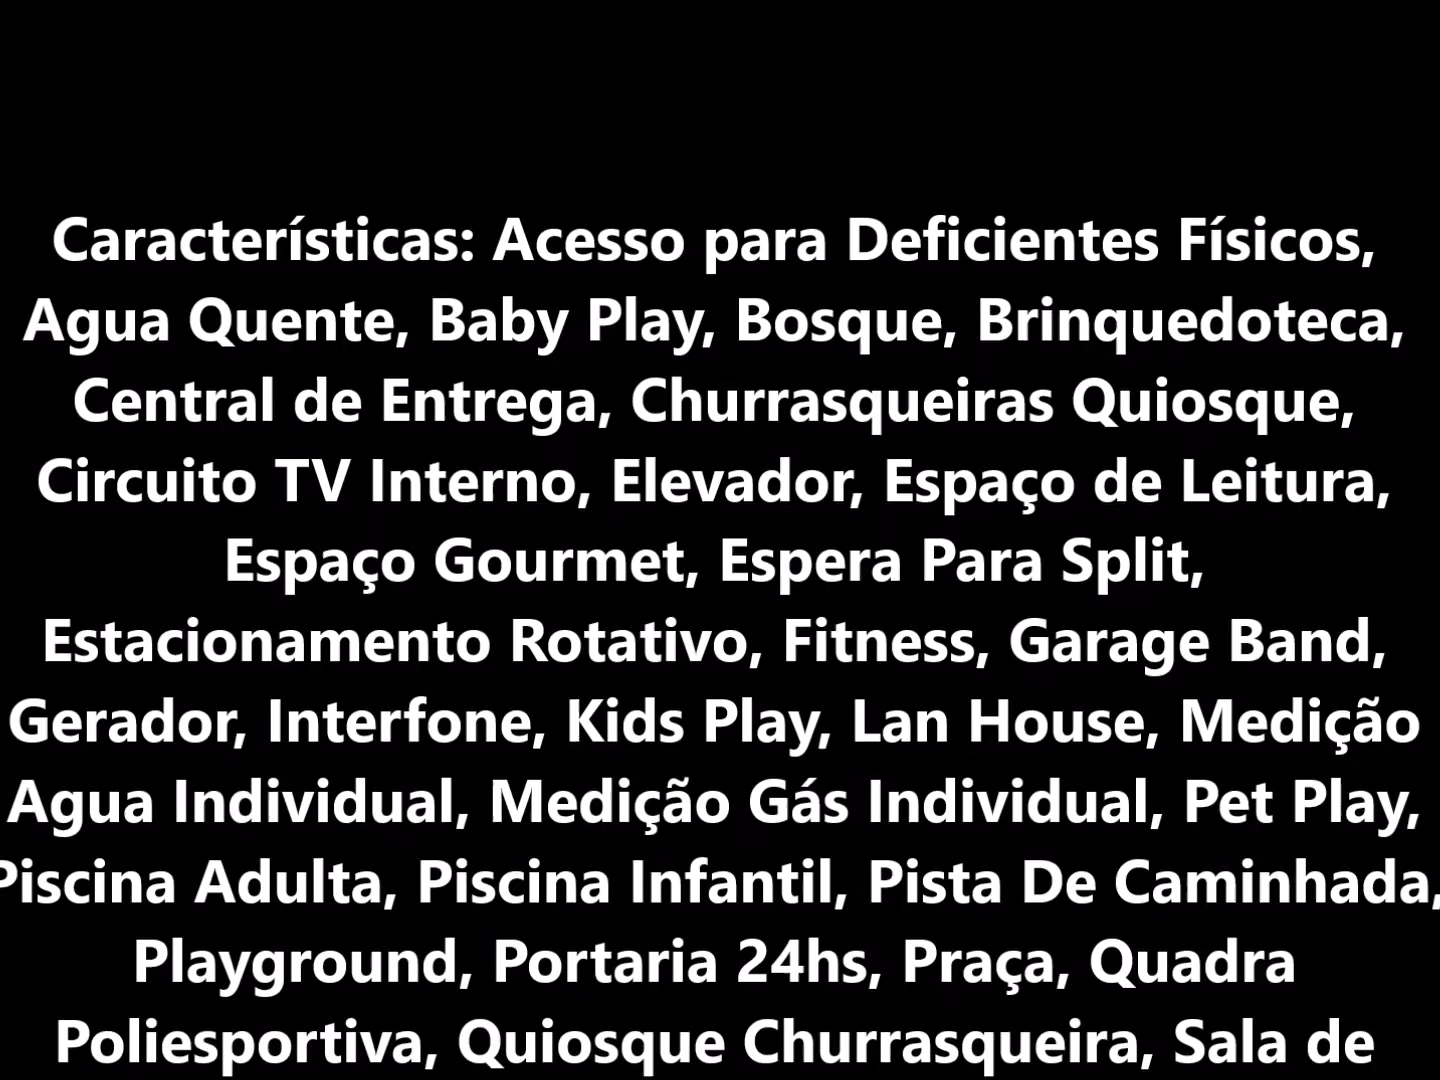 Características: Acesso para Deficientes Físicos,
Agua Quente, Baby Play, Bosque, Brinquedoteca,
Central de Entrega, Churrasqueiras Quiosque,
Circuito TV Interno, Elevador, Espaço de Leitura,
Espaço Gourmet, Espera Para Split,
Estacionamento Rotativo, Fitness, Garage Band,
Gerador, Interfone, Kids Play, Lan House, Medição
Agua Individual, Medição Gás Individual, Pet Play,
Piscina Adulta, Piscina Infantil, Pista De Caminhada,
Playground, Portaria 24hs, Praça, Quadra
Poliesportiva, Quiosque Churrasqueira, Sala de